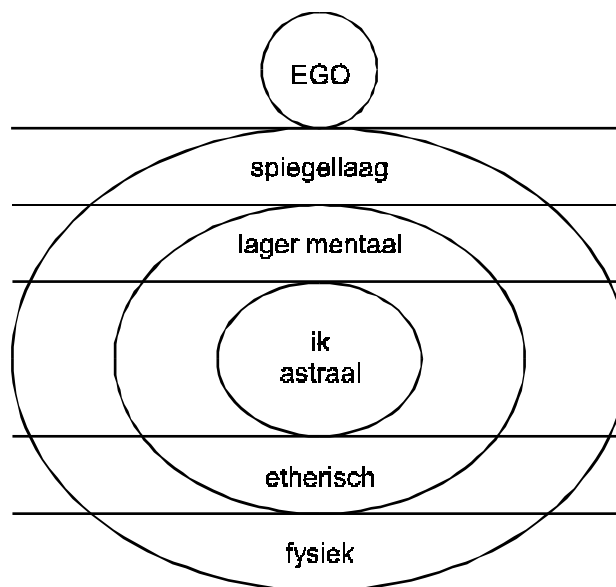 EGO
spiegellaag
lager mentaal
ik
astraal
etherisch
fysiek